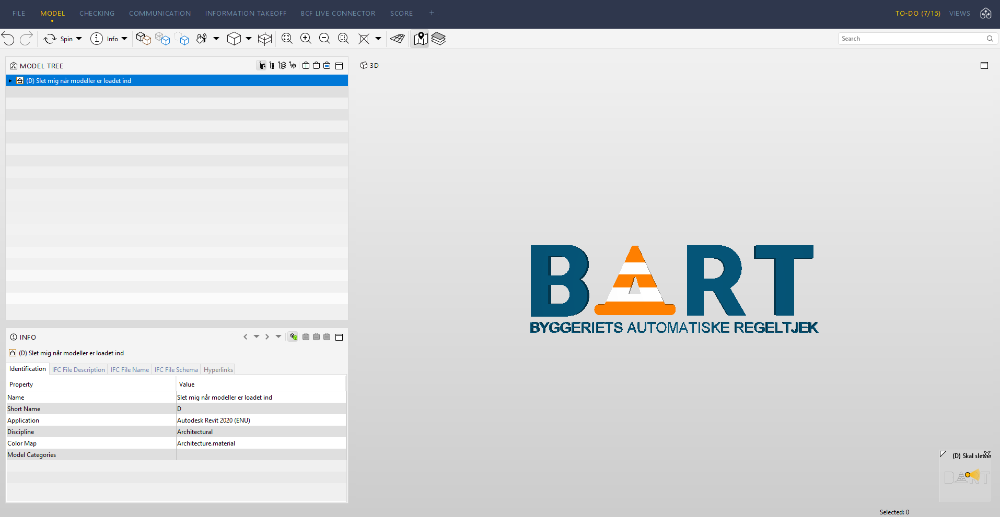 FILE MODEL CHECKING COMMUNICATION INFORMATION TAKEOFF BCF LIVE CONNECTOR SCORE + TO-DO (7/15) VIEWS
Spin Info Search
MODEL TREE
3D
(D) Slet mig når modeller er loadet ind
BART
BYGGERIETS AUTOMATISKE REGELTJEK
INFO
(D) Slet mig når modeller er loadet ind
Identification IFC File Description IFC File Name IFC File Schema Hyperlinks
Property Value
Name Slet mig når modeller er loadet ind
Short Name D
Application Autodesk Revit 2020 (ENU)
Discipline Architectural
Color Map Architecture.material
Model Categories
(D) Skal
BART
Selected: 0